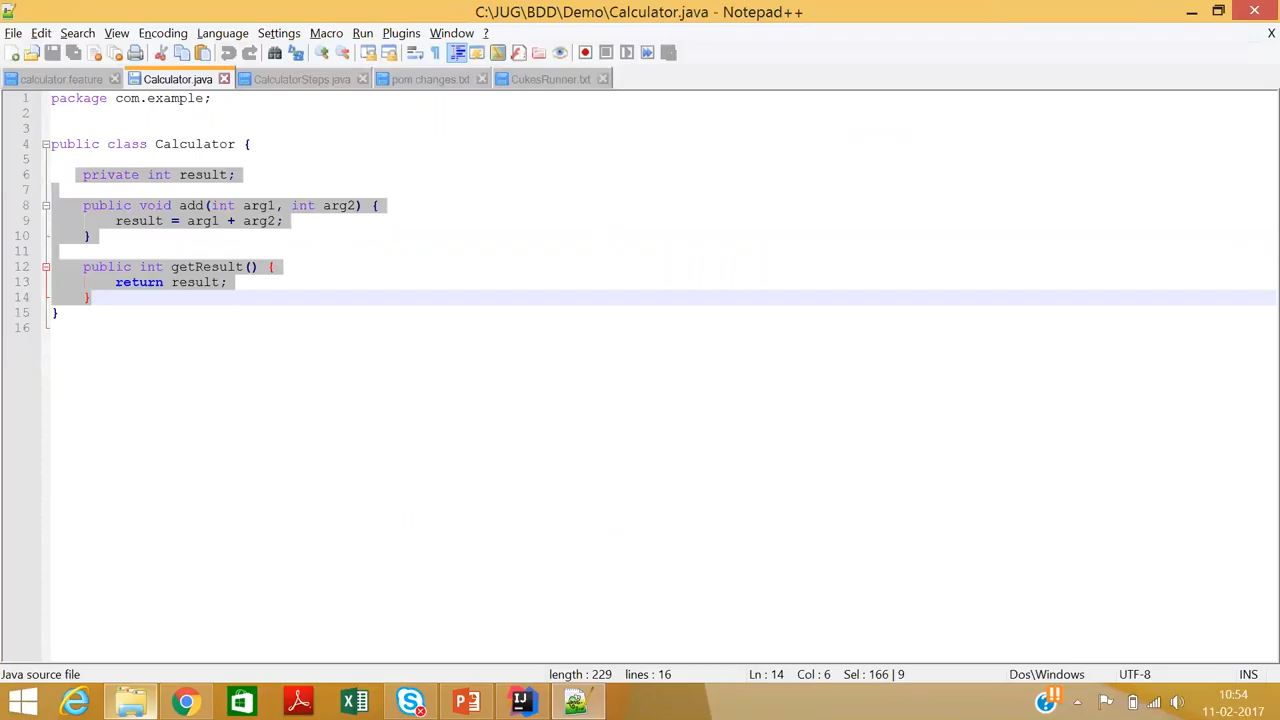 C:\JUG\BDD\Demo\Calculator.java - Notepad++
File Edit Search View Encoding Language Settings Macro Run Plugins Window ? X
calculator.feature Calculator.java CalculatorSteps.java pom changes.txt CukesRunner.txt
1 package com.example;
2
3
4 public class Calculator {
5
6 private int result;
7
8 public void add(int arg1, int arg2) {
9 result = arg1 + arg2;
10 }
11
12 public int getResult() {
13 return result;
14 }
15 }
16
Java source file length : 229 lines : 16 Ln : 14 Col : 6 Sel : 166 | 9 Dos\Windows UTF-8 INS
10:54
11-02-2017